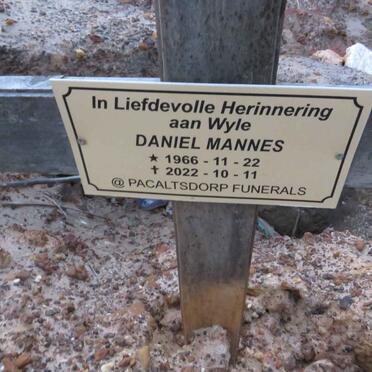 In Liefdevolle Herinnering
aan Wyle
DANIEL MANNES
★ 1966 - 11 - 22
✝ 2022 - 10 - 11
@ PACALTSDORP FUNERALS